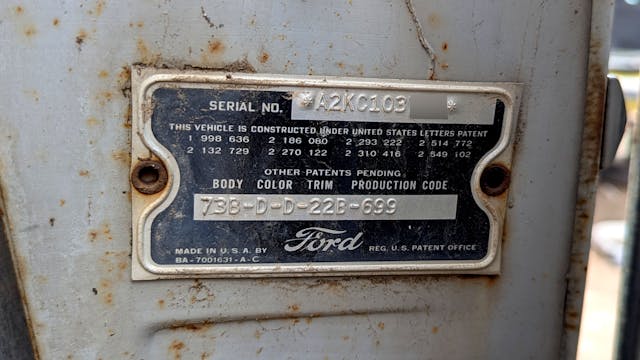 SERIAL NO. *A2KC103 *
THIS VEHICLE IS CONSTRUCTED UNDER UNITED STATES LETTERS PATENT
1 998 636 2 186 080 2 293 222 2 514 772
2 132 729 2 270 122 2 310 416 2 549 102
OTHER PATENTS PENDING
BODY COLOR TRIM PRODUCTION CODE
73B-D-D-22B-699
MADE IN U.S.A. BY Ford REG. U.S. PATENT OFFICE
BA-7001631-A-C